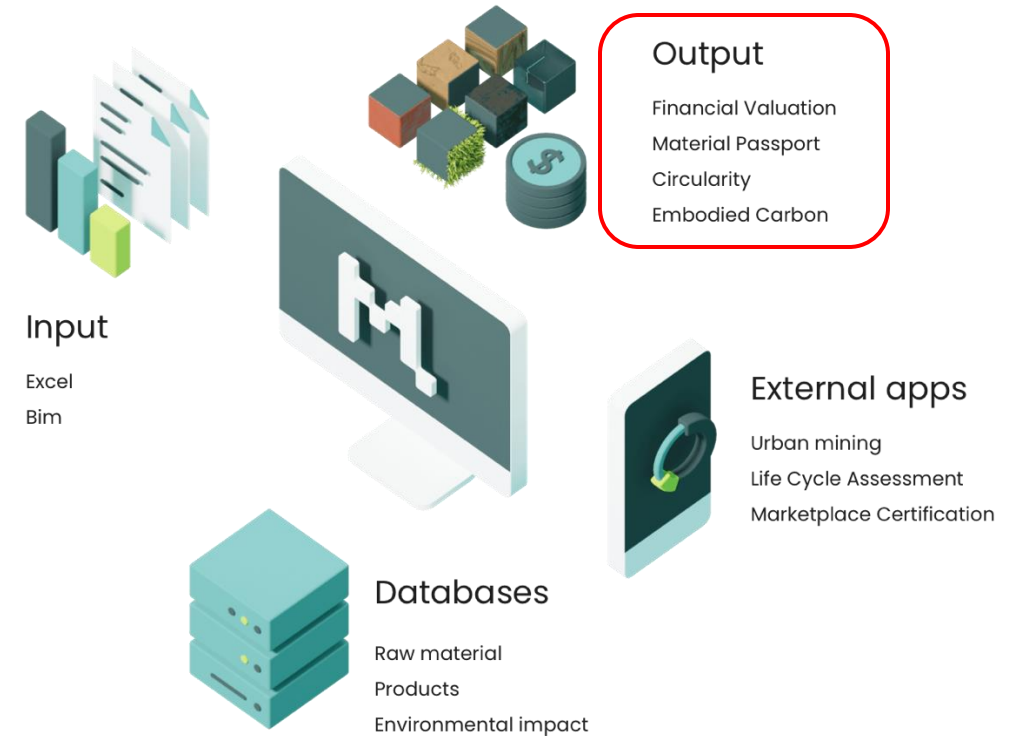 Output
Financial Valuation
Material Passport
Circularity
Embodied Carbon
Input
Excel
Bim
External apps
Urban mining
Life Cycle Assessment
Marketplace Certification
Databases
Raw material
Products
Environmental impact
M
$